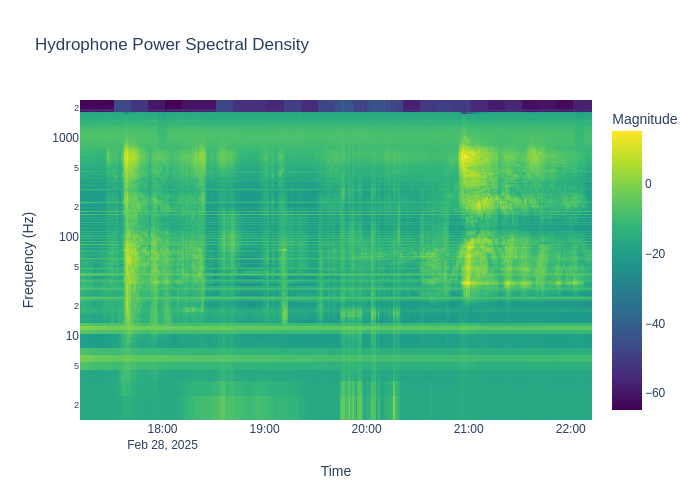 Hydrophone Power Spectral Density
Magnitude
2
1000
5
2
100
5
2
10
5
2
0
−20
−40
−60
Frequency (Hz)
18:00 19:00 20:00 21:00 22:00
Feb 28, 2025
Time